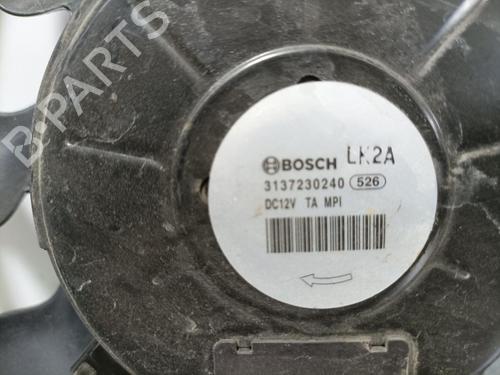 B-PARTS
BOSCH LK2A
3137230240 526
DC12V TA MPI